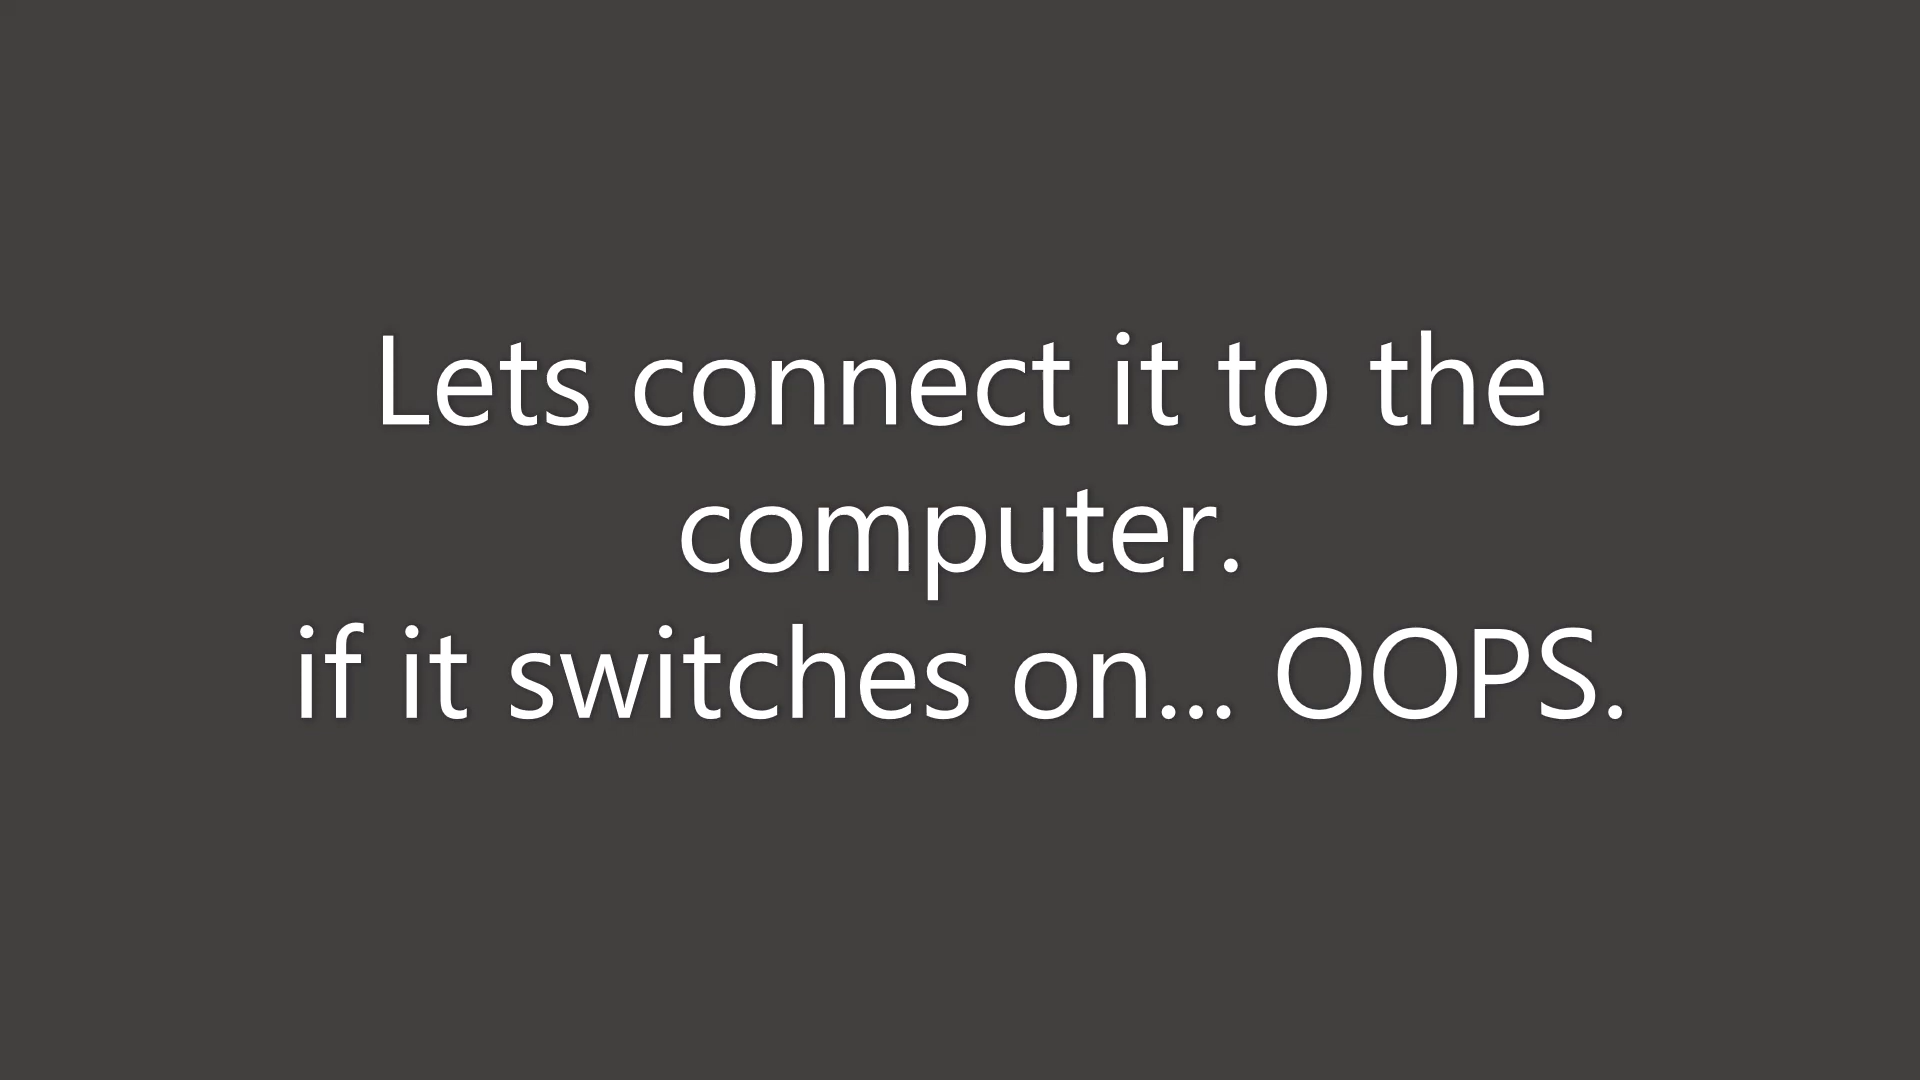 Lets connect it to the
computer.
if it switches on... OOPS.